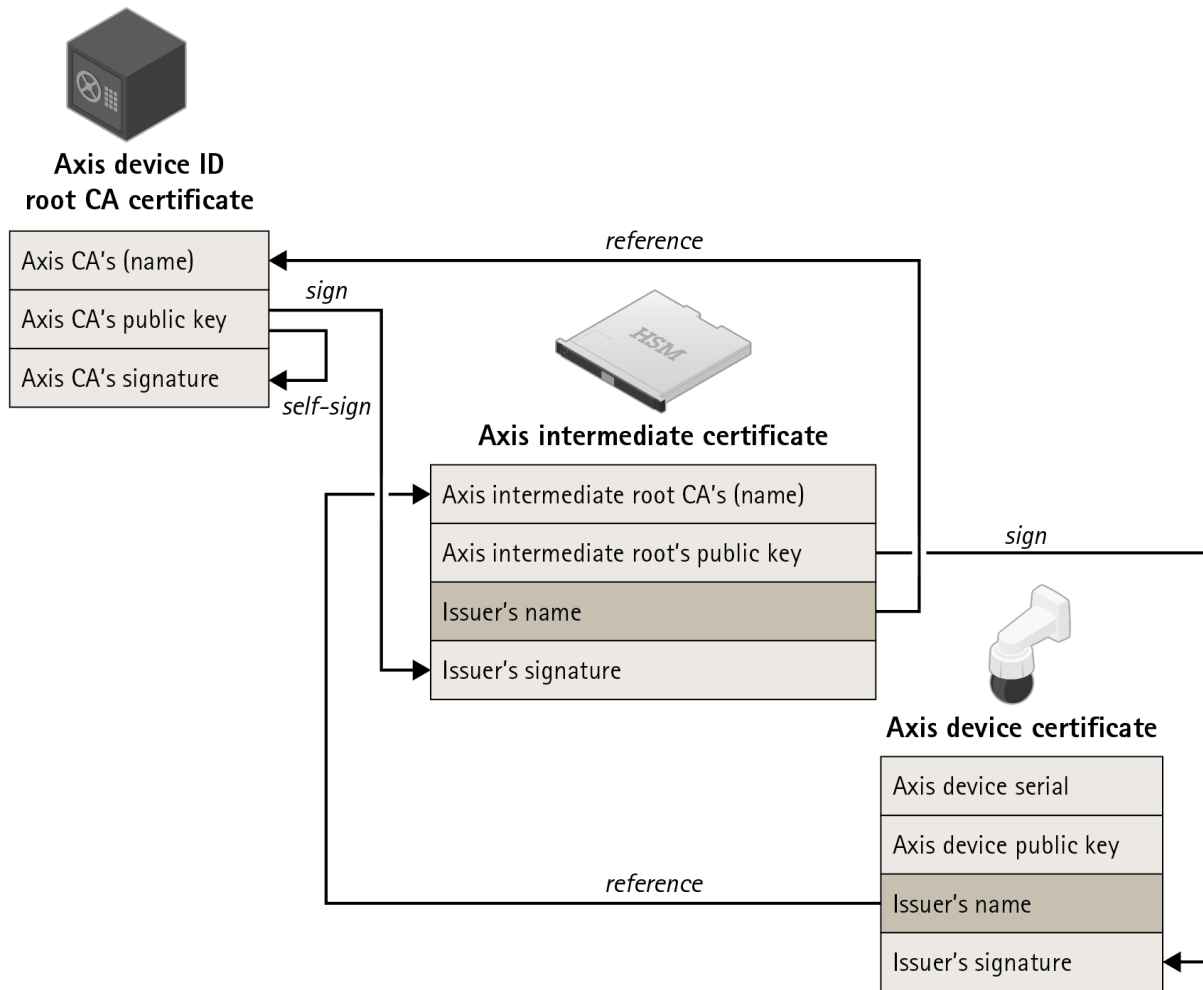 Axis device ID
root CA certificate
Axis CA's (name)
Axis CA's public key
Axis CA's signature
reference
sign
self-sign
HSM
Axis intermediate certificate
Axis intermediate root CA's (name)
Axis intermediate root's public key
Issuer's name
Issuer's signature
sign
Axis device certificate
Axis device serial
Axis device public key
Issuer's name
Issuer's signature
reference